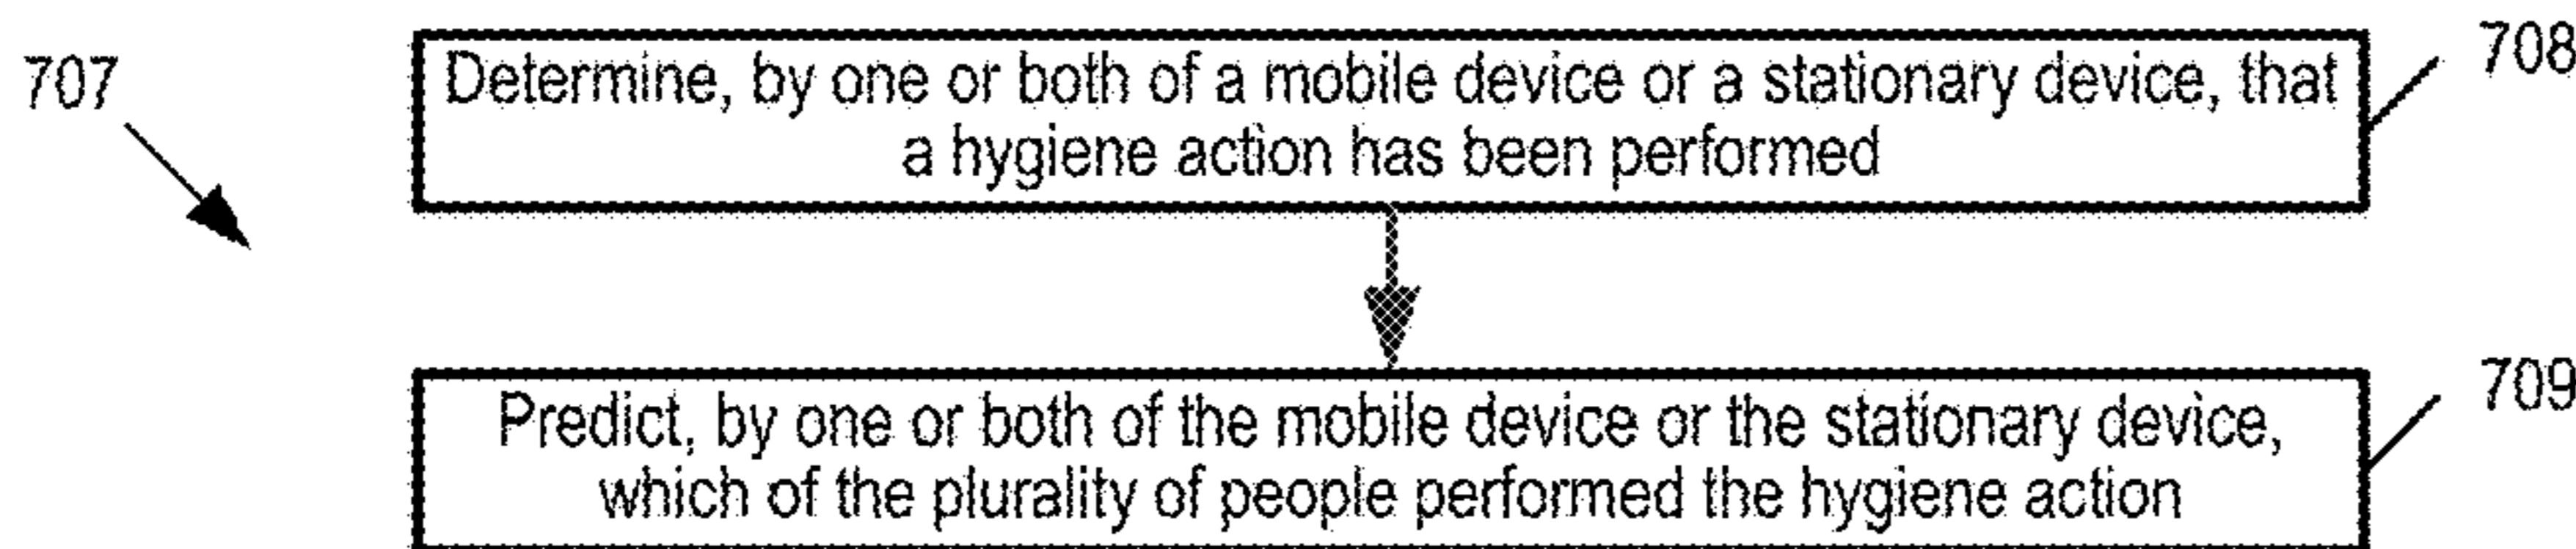 707
708
Determine, by one or both of a mobile device or a stationary device, that
a hygiene action has been performed
709
Predict, by one or both of the mobile device or the stationary device,
which of the plurality of people performed the hygiene action